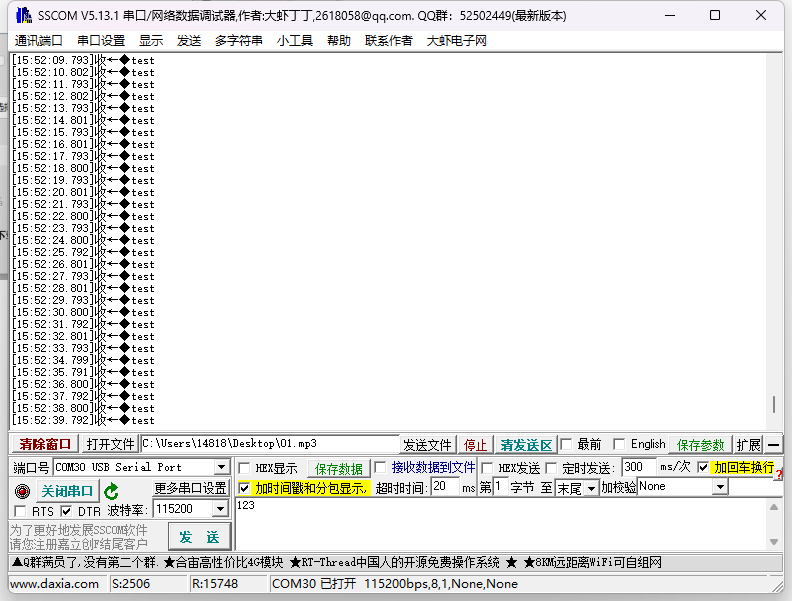 SSCOM V5.13.1 串口/网络数据调试器,作者:大虾丁丁,2618058@qq.com. QQ群: 52502449(最新版本)
通讯端口 串口设置 显示 发送 多字符串 小工具 帮助 联系作者 大虾电子网
[15:52:09.793]收←◆test
[15:52:10.802]收←◆test
[15:52:11.793]收←◆test
[15:52:12.802]收←◆test
[15:52:13.793]收←◆test
[15:52:14.801]收←◆test
[15:52:15.793]收←◆test
[15:52:16.801]收←◆test
[15:52:17.793]收←◆test
[15:52:18.800]收←◆test
[15:52:19.793]收←◆test
[15:52:20.801]收←◆test
[15:52:21.793]收←◆test
[15:52:22.800]收←◆test
[15:52:23.793]收←◆test
[15:52:24.800]收←◆test
[15:52:25.792]收←◆test
[15:52:26.801]收←◆test
[15:52:27.793]收←◆test
[15:52:28.801]收←◆test
[15:52:29.793]收←◆test
[15:52:30.800]收←◆test
[15:52:31.792]收←◆test
[15:52:32.801]收←◆test
[15:52:33.793]收←◆test
[15:52:34.799]收←◆test
[15:52:35.791]收←◆test
[15:52:36.800]收←◆test
[15:52:37.792]收←◆test
[15:52:38.800]收←◆test
[15:52:39.792]收←◆test
清除窗口 打开文件 C:\Users\14818\Desktop\01.mp3 发送文件 停止 清发送区 最前 English 保存参数 扩展 —
端口号 COM30 USB Serial Port HEX显示 保存数据 接收数据到文件 HEX发送 定时发送: 300 ms/次 加回车换行
关闭串口 更多串口设置 加时间戳和分包显示, 超时时间: 20 ms 第 1 字节 至 末尾 加校验 None
RTS DTR 波特率: 115200 123
为了更好地发展SSCOM软件
请您注册嘉立创F结尾客户
发 送
▲Q群满员了,没有第二个群. ★合宙高性价比4G模块 ★RT-Thread中国人的开源免费操作系统 ★ ★8KM远距离WiFi可自组网
www.daxia.com S:2506 R:15748 COM30 已打开 115200bps,8,1,None,None